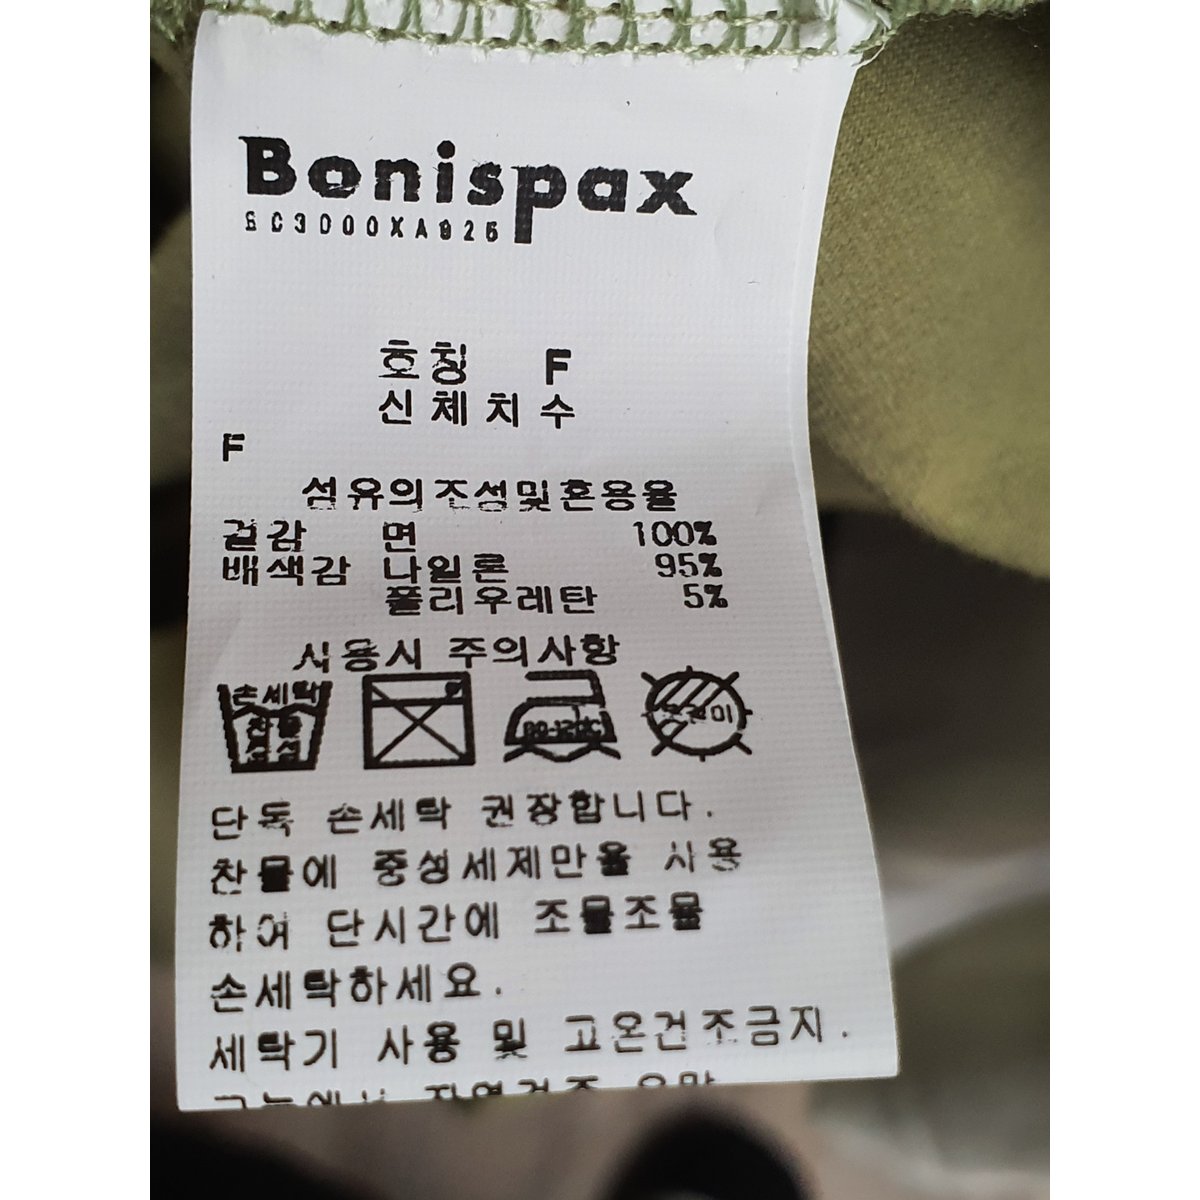 Bonispax
SC3000XA925
호칭 F
신체치수
F
섬유의조성및혼용율
겉감 면 100%
배색감 나일론 95%
폴리우레탄 5%
사용시 주의사항
손세탁
단독 손세탁 권장합니다.
찬물에 중성세제만을 사용
하여 단시간에 조물조물
손세탁하세요.
세탁기 사용 및 고온건조금지.